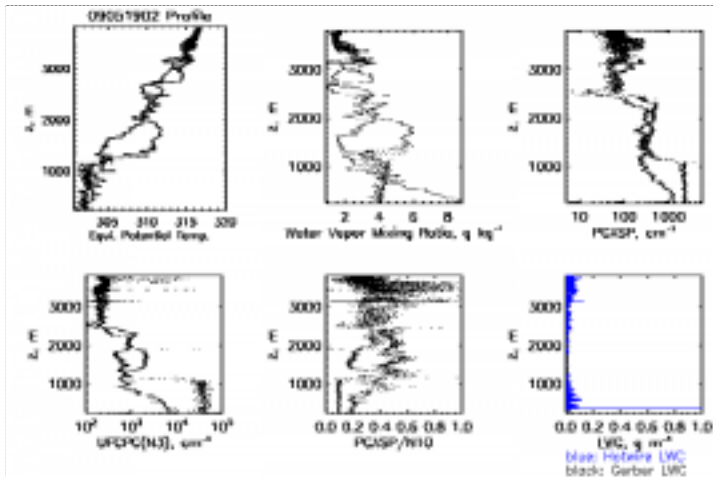 09051902 Profile
z, m
3000
2000
1000
305 310 315 320
Equi. Potential Temp.
z, m
3000
2000
1000
2 4 6 8
Water Vapor Mixing Ratio, g kg⁻¹
z, m
3000
2000
1000
10 100 1000
PCASP, cm⁻³
z, m
3000
2000
1000
10² 10³ 10⁴ 10⁵
UFCPC(N3), cm⁻³
z, m
3000
2000
1000
0.0 0.2 0.4 0.6 0.8 1.0
PCASP/N10
z, m
3000
2000
1000
0.0 0.2 0.4 0.6 0.8 1.0
LWC, g m⁻³
blue: Hotwire LWC
black: Gerber LWC